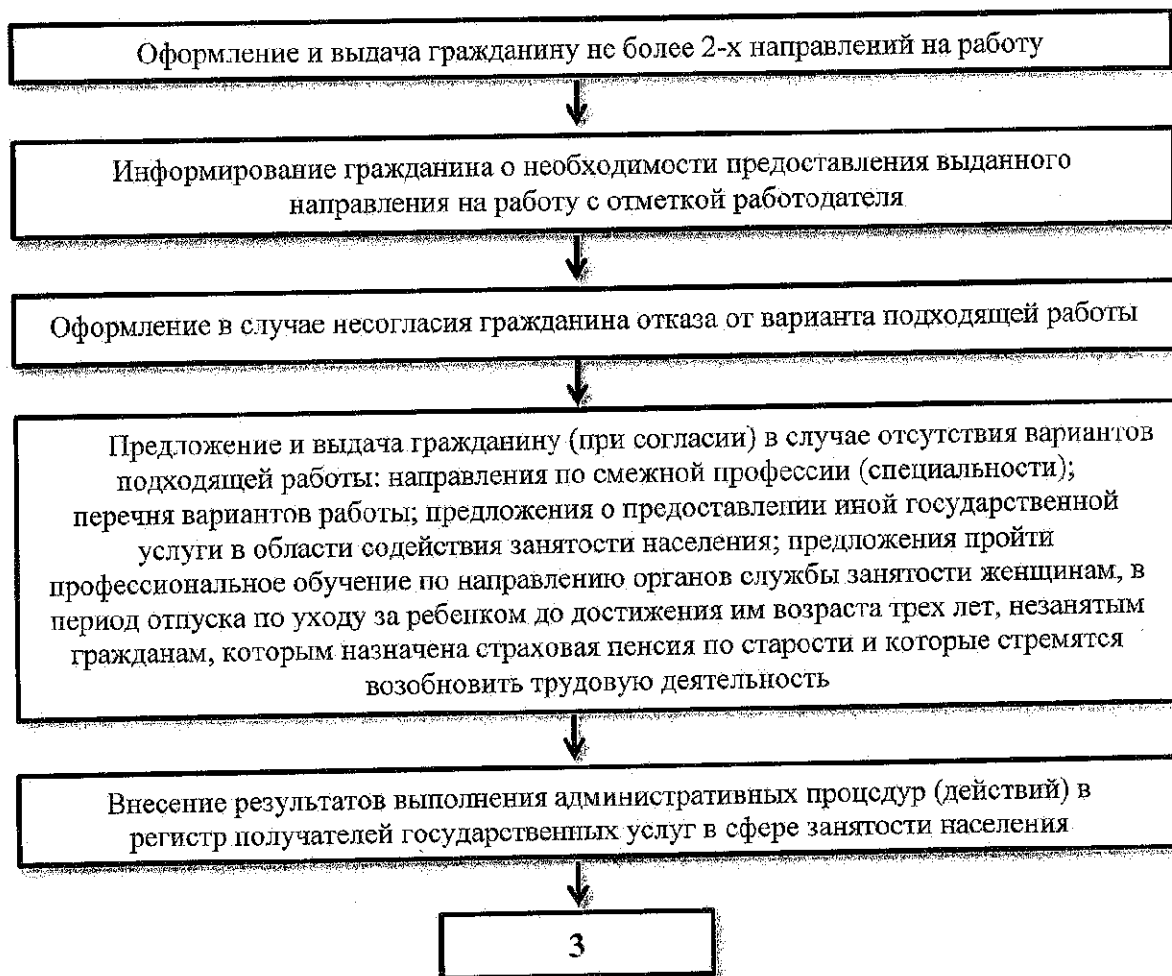 Оформление и выдача гражданину не более 2-х направлений на работу
Информирование гражданина о необходимости предоставления выданного
направления на работу с отметкой работодателя
Оформление в случае несогласия гражданина отказа от варианта подходящей работы
Предложение и выдача гражданину (при согласии) в случае отсутствия вариантов
подходящей работы: направления по смежной профессии (специальности);
перечня вариантов работы; предложения о предоставлении иной государственной
услуги в области содействия занятости населения; предложения пройти
профессиональное обучение по направлению органов службы занятости женщинам, в
период отпуска по уходу за ребенком до достижения им возраста трех лет, незанятым
гражданам, которым назначена страховая пенсия по старости и которые стремятся
возобновить трудовую деятельность
Внесение результатов выполнения административных процедур (действий) в
регистр получателей государственных услуг в сфере занятости населения
3